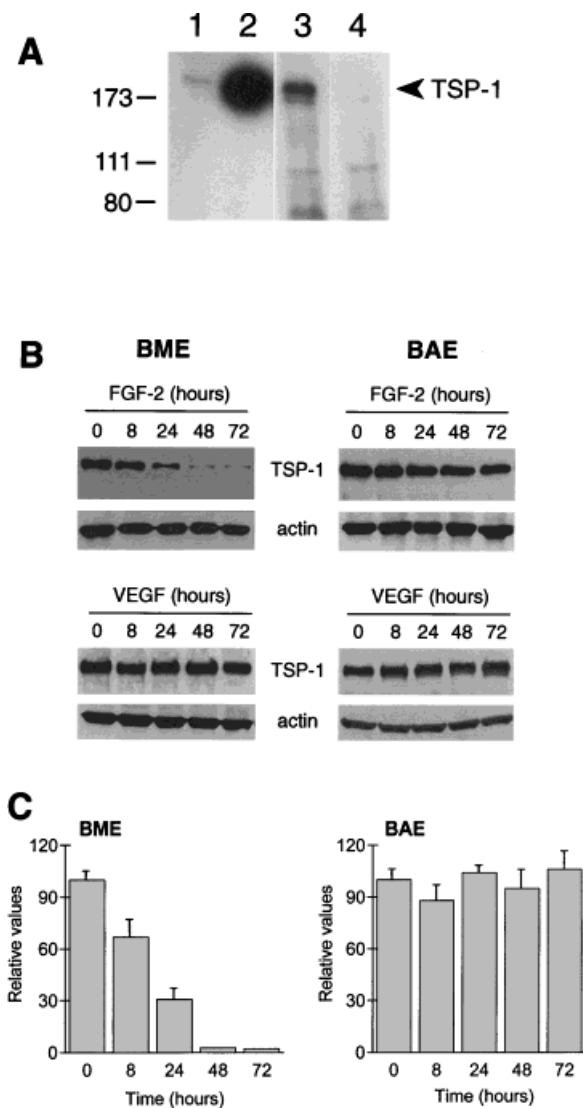 A
1 2 3 4
173
111
80
TSP-1
B
BME BAE
FGF-2 (hours) FGF-2 (hours)
0 8 24 48 72 0 8 24 48 72
TSP-1
actin
VEGF (hours) VEGF (hours)
0 8 24 48 72 0 8 24 48 72
TSP-1
actin
C
BME
Relative values
120
90
60
30
0
0 8 24 48 72
Time (hours)
BAE
Relative values
120
90
60
30
0
0 8 24 48 72
Time (hours)